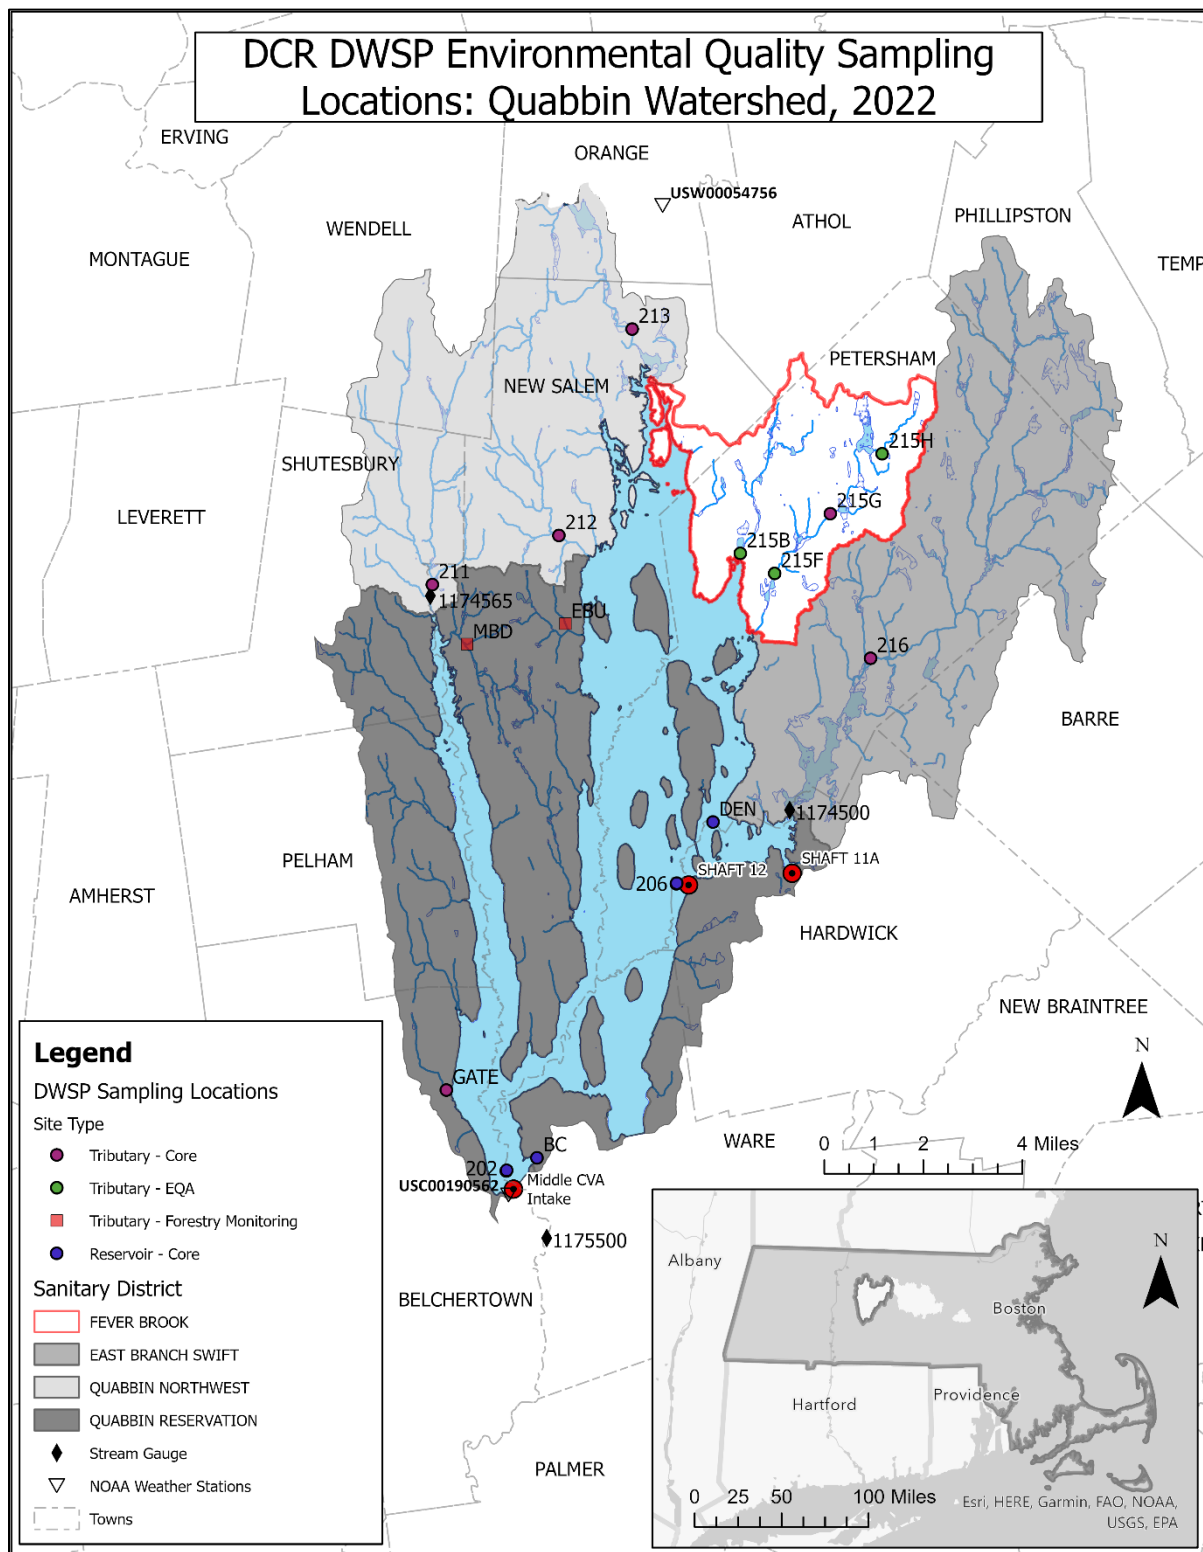 DCR DWSP Environmental Quality Sampling
Locations: Quabbin Watershed, 2022
ERVING
ORANGE
USW00054756
WENDELL
ATHOL
PHILLIPSTON
MONTAGUE
TEMP
213
PETERSHAM
NEW SALEM
215H
SHUTESBURY
215G
LEVERETT
212
215B
215F
211
1174565
EBU
MBD
216
BARRE
DEN
1174500
PELHAM
SHAFT 12
SHAFT 11A
AMHERST
206
HARDWICK
NEW BRAINTREE
N
GATE
WARE
0 1 2 4 Miles
BC
202
USC00190562
Middle CVA
Intake
1175500
BELCHERTOWN
PALMER
Legend
DWSP Sampling Locations
Site Type
Tributary - Core
Tributary - EQA
Tributary - Forestry Monitoring
Reservoir - Core
Sanitary District
FEVER BROOK
EAST BRANCH SWIFT
QUABBIN NORTHWEST
QUABBIN RESERVATION
Stream Gauge
NOAA Weather Stations
Towns
N
Albany
Boston
Hartford
Providence
0 25 50 100 Miles
Esri, HERE, Garmin, FAO, NOAA,
USGS, EPA